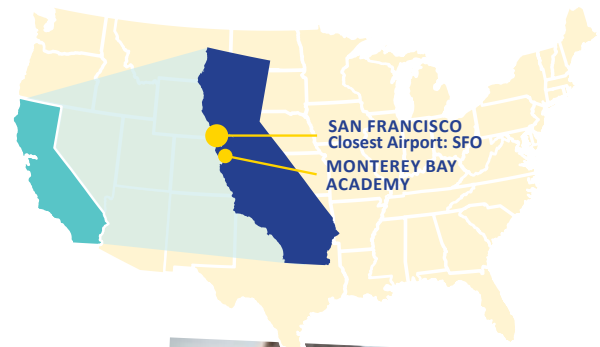 SAN FRANCISCO
Closest Airport: SFO
MONTEREY BAY
ACADEMY